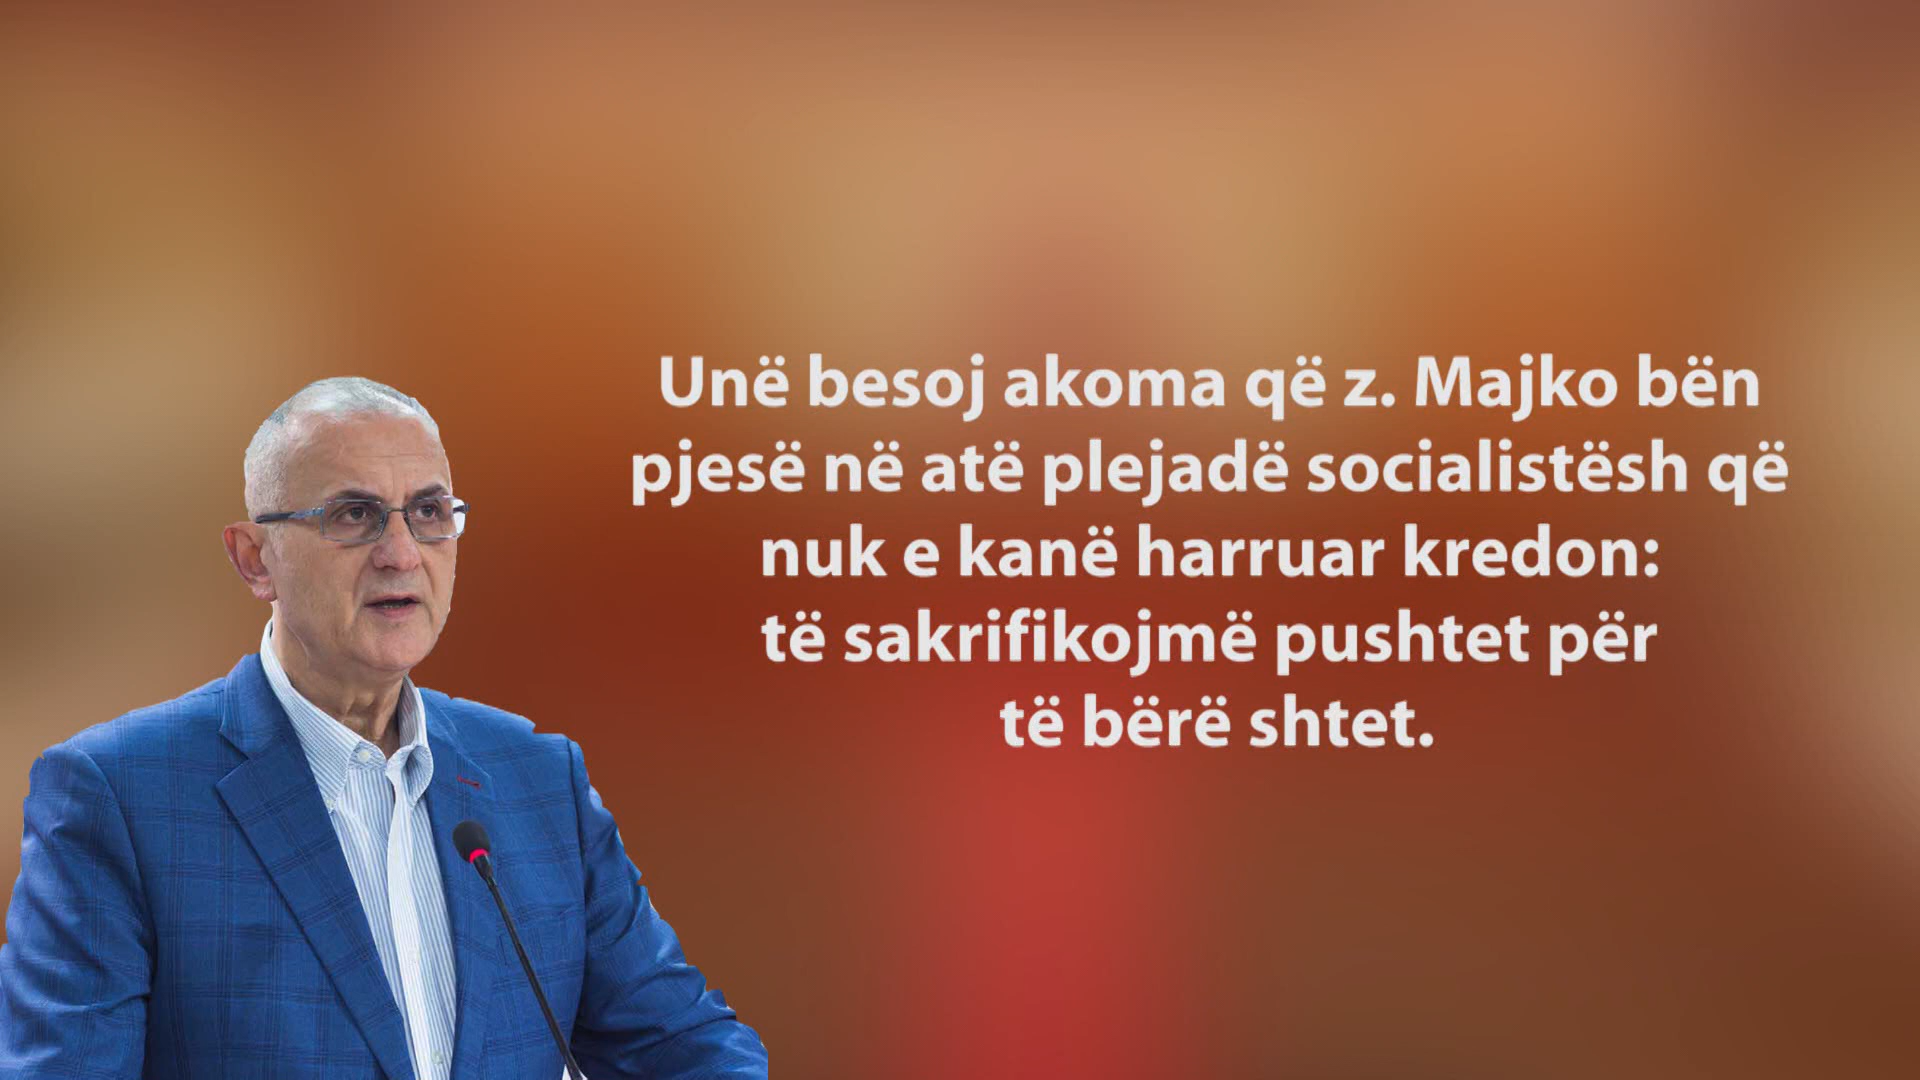 Unë besoj akoma që z. Majko bën
pjesë në atë plejadë socialistësh që
nuk e kanë harruar kredon:
të sakrifikojmë pushtet për
të bërë shtet.